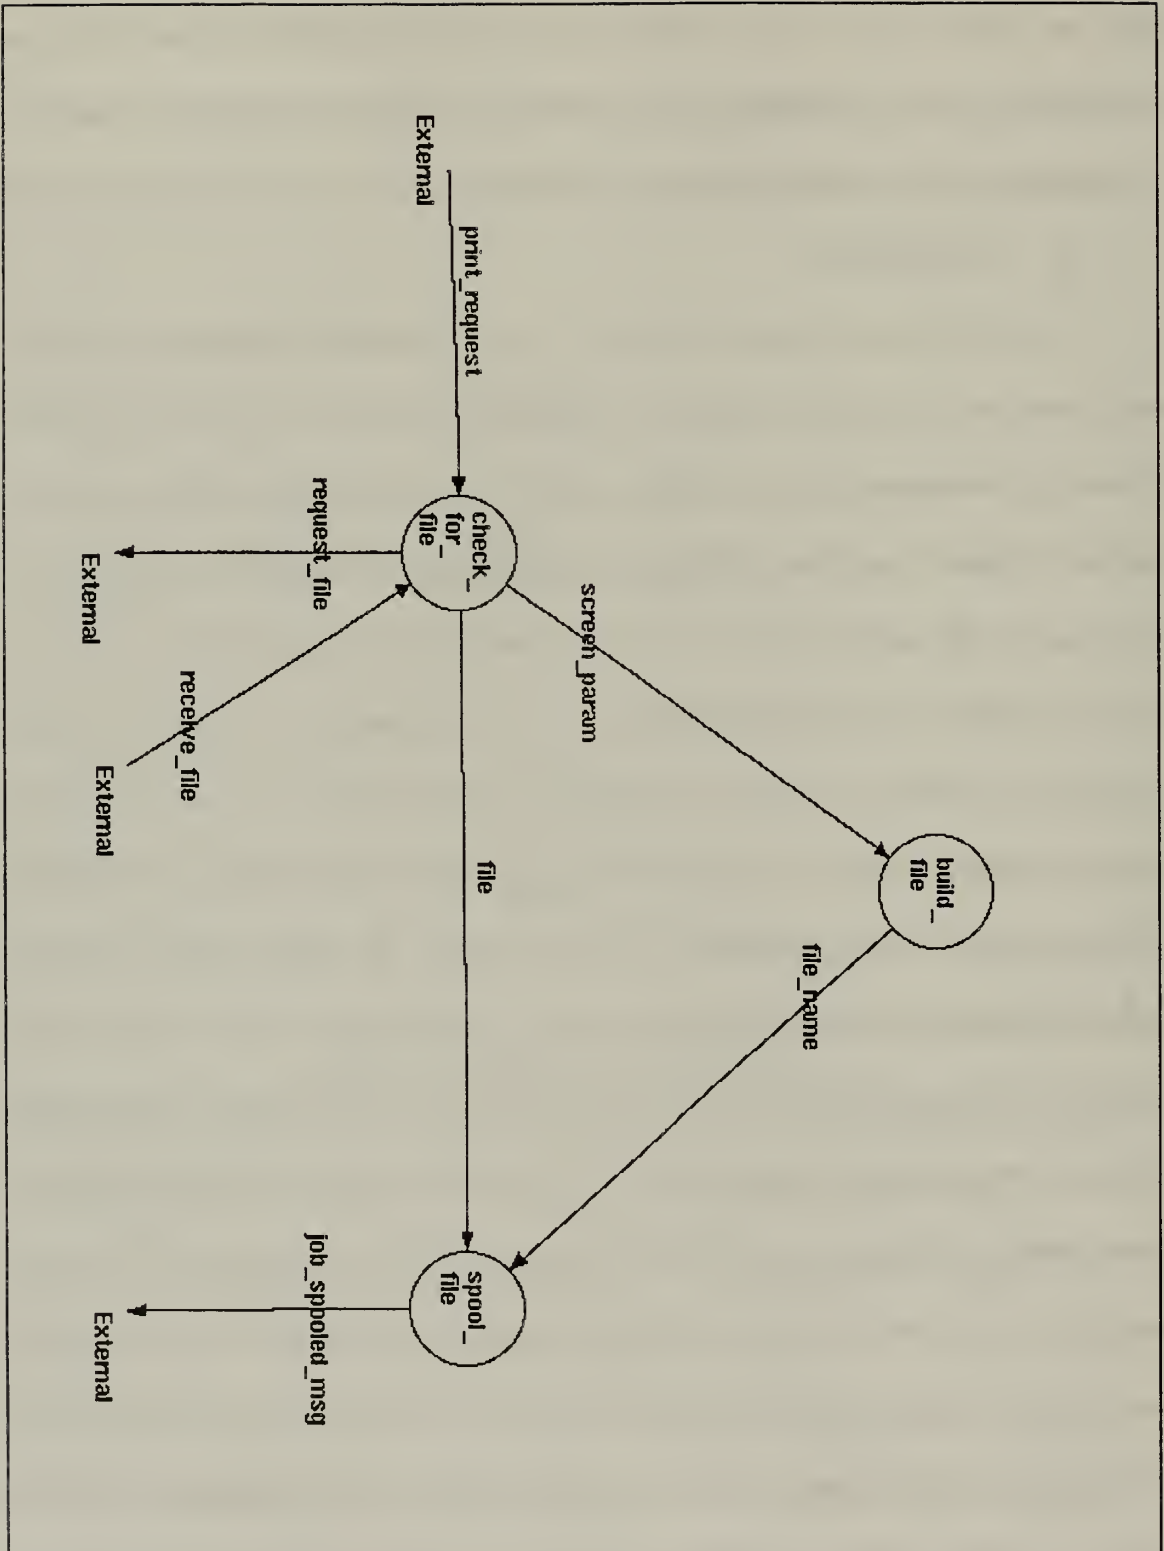 External
print_request
check_
for_
file
request_file
External
receive_file
External
screen_param
build_
file
file_name
file
spool_
file
job_spooled_msg
External